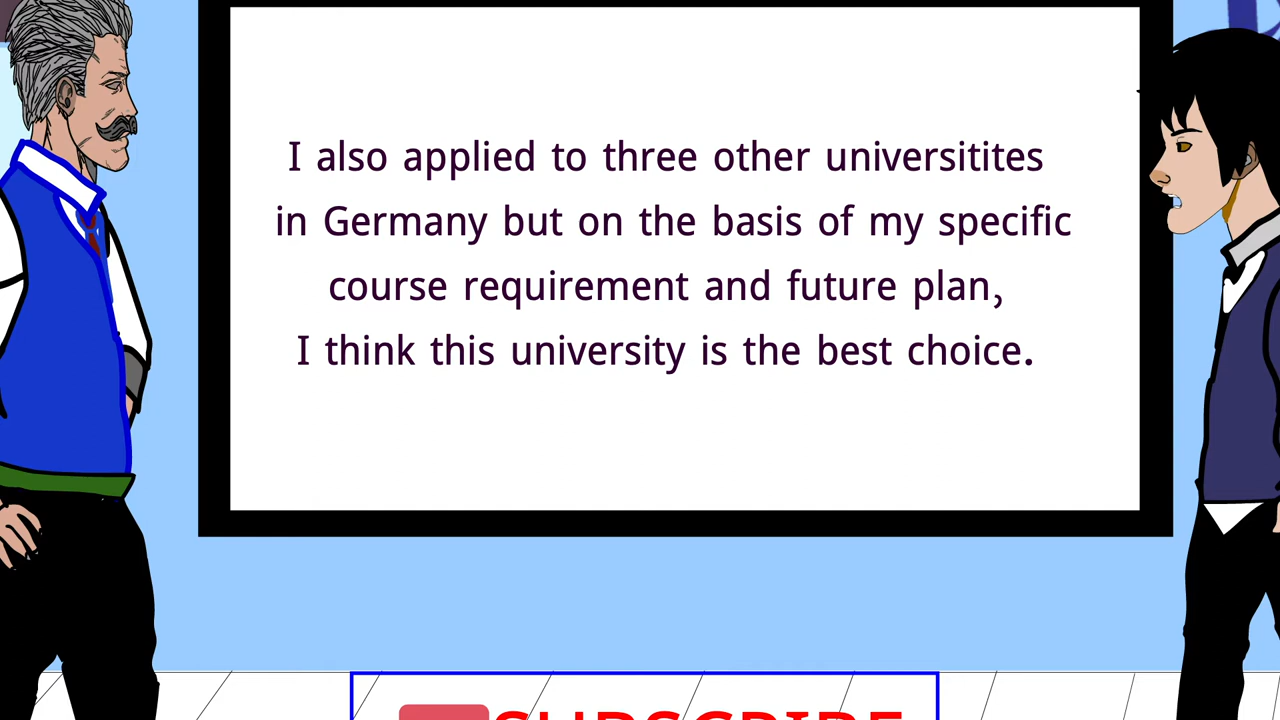 I also applied to three other universitites
in Germany but on the basis of my specific
course requirement and future plan,
I think this university is the best choice.
SUBSCRIBE